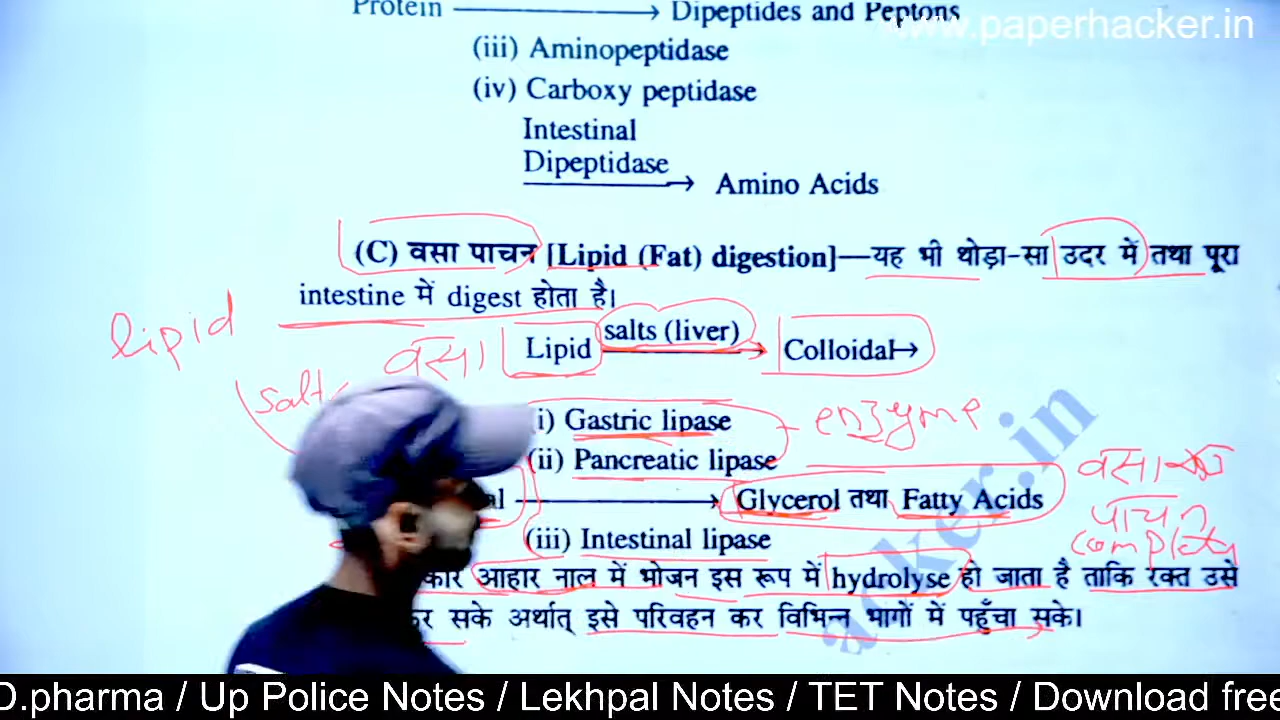 www.paperhacker.in
Protein → Dipeptides and Peptons
(iii) Aminopeptidase
(iv) Carboxy peptidase
Intestinal
Dipeptidase → Amino Acids
(C) वसा पाचन [Lipid (Fat) digestion]—यह भी थोड़ा-सा उदर में तथा पूरा
intestine में digest होता है।
lipid
वसा Lipid salts (liver) → Colloidal→
salts
(i) Gastric lipase enzyme
(ii) Pancreatic lipase
→ Glycerol तथा Fatty Acids
(iii) Intestinal lipase
वसा का
पाचन
acker.in
आहार नाल में भोजन इस रूप में hydrolyse हो जाता है ताकि रक्त उसे
सके अर्थात् इसे परिवहन कर विभिन्न भागों में पहुँचा सके।
D.pharma / Up Police Notes / Lekhpal Notes / TET Notes / Download free